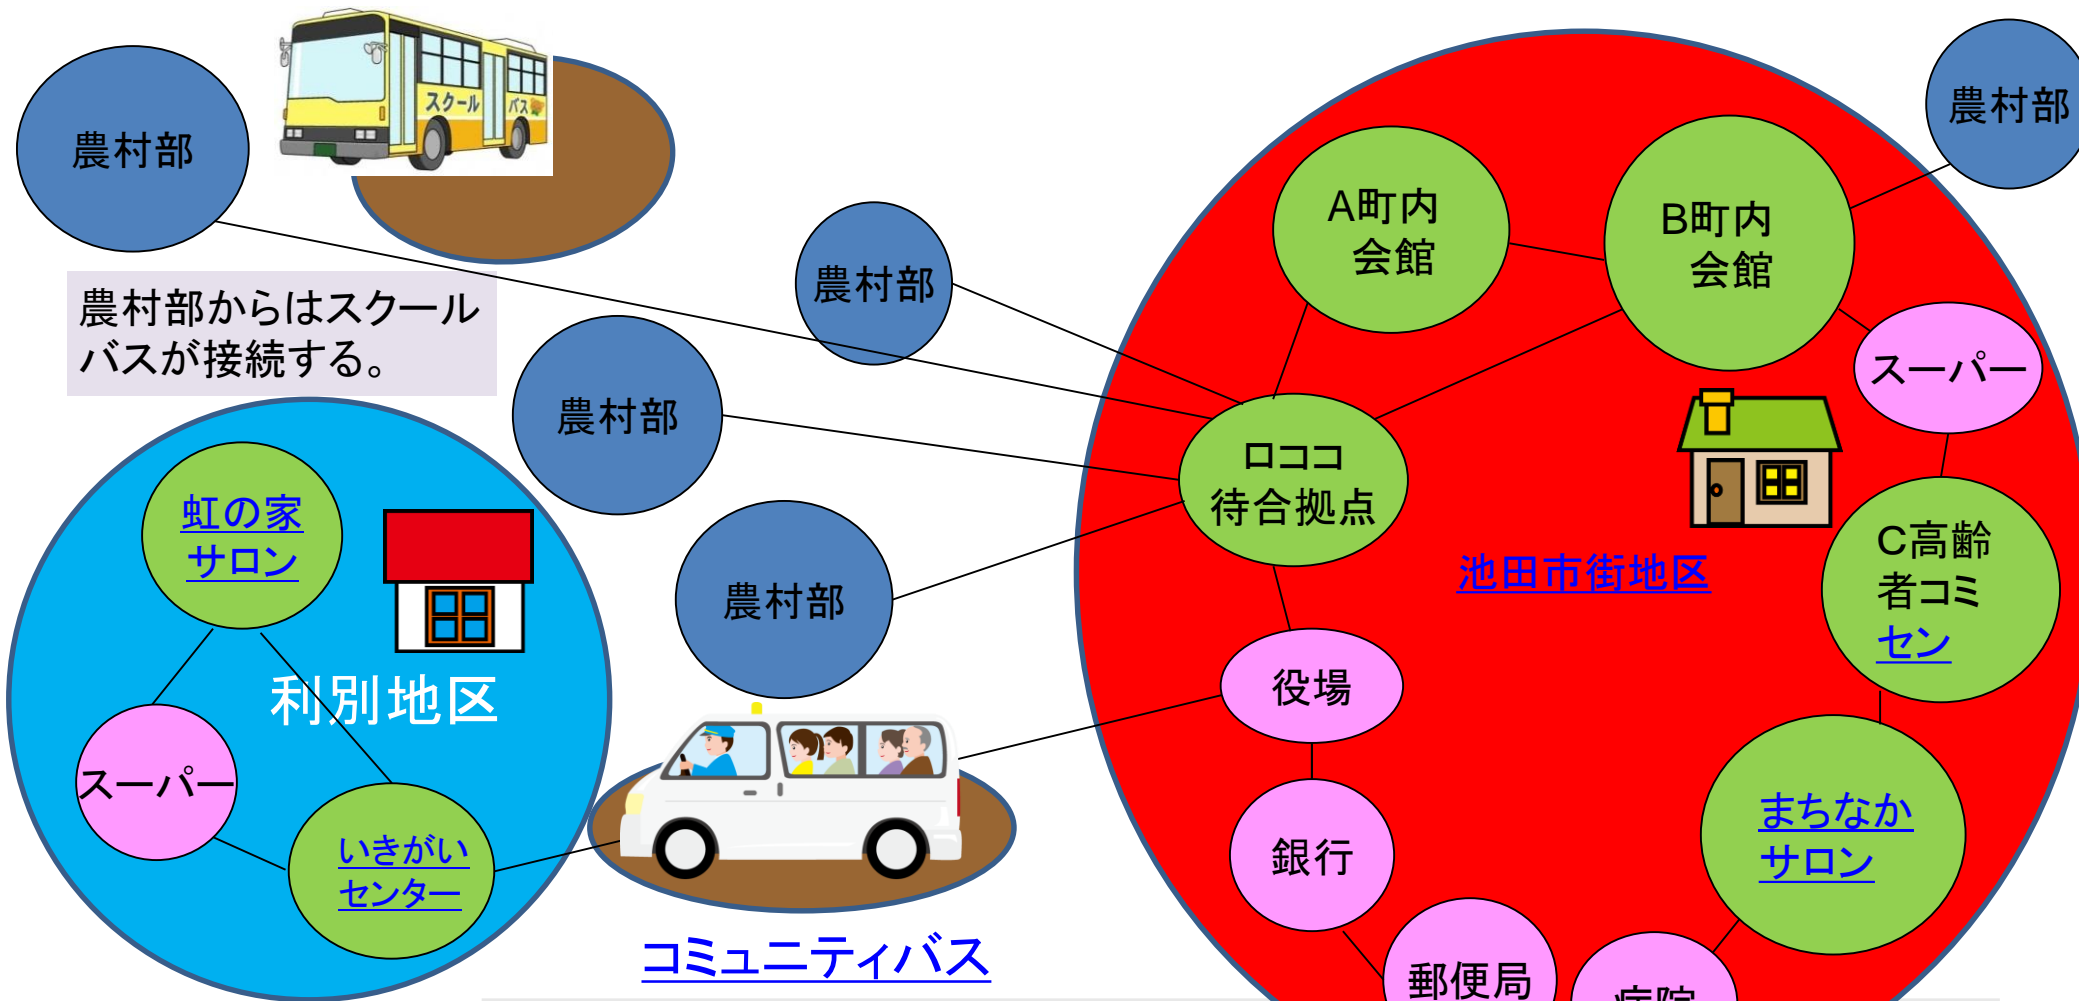 スクール バス
農村部
農村部
A町内
会館
B町内
会館
農村部
農村部からはスクール
バスが接続する。
スーパー
農村部
ロココ
待合拠点
虹の家
サロン
C高齢
者コミ
セン
池田市街地区
農村部
利別地区
役場
スーパー
まちなか
サロン
いきがい
センター
銀行
コミュニティバス
郵便局
病院